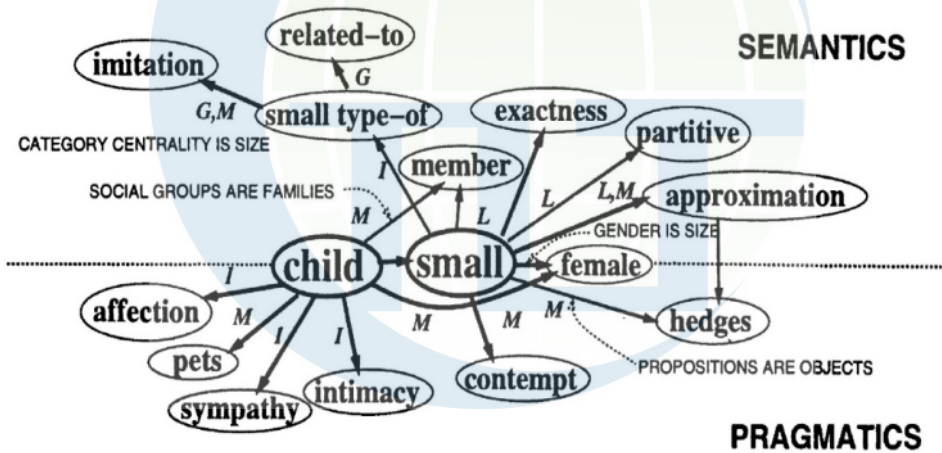 related-to
SEMANTICS
imitation
G
G,M
small type-of
exactness
partitive
CATEGORY CENTRALITY IS SIZE
member
I
SOCIAL GROUPS ARE FAMILIES
M
L
L
L,M
approximation
GENDER IS SIZE
child
small
female
I
affection
M
I
I
M
M
M
hedges
pets
intimacy
contempt
PROPOSITIONS ARE OBJECTS
sympathy
PRAGMATICS